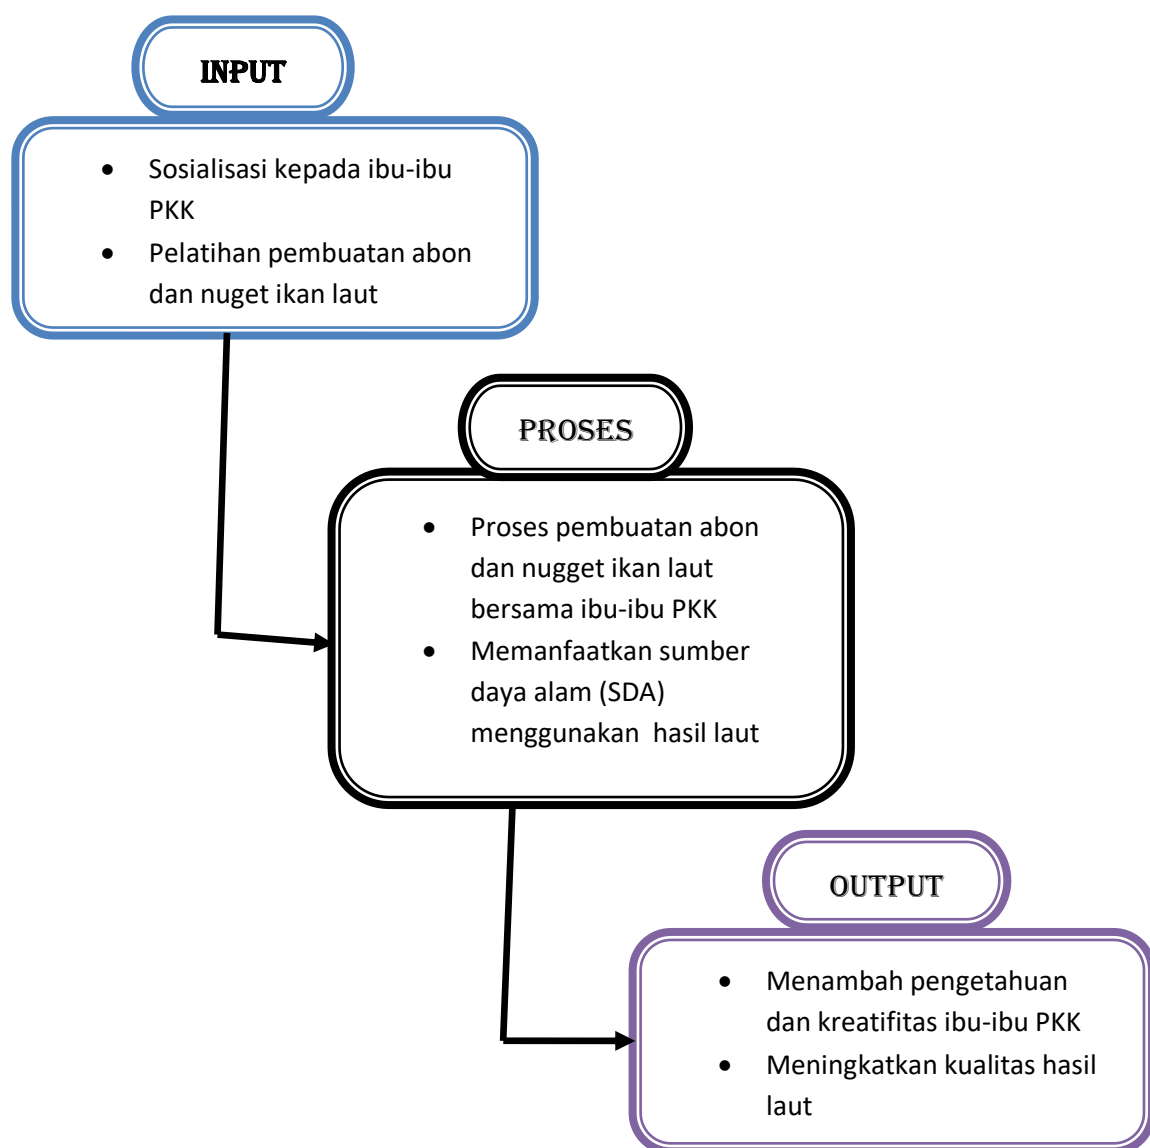 INPUT
• Sosialisasi kepada ibu-ibu
PKK
• Pelatihan pembuatan abon
dan nuget ikan laut
PROSES
• Proses pembuatan abon
dan nugget ikan laut
bersama ibu-ibu PKK
• Memanfaatkan sumber
daya alam (SDA)
menggunakan hasil laut
OUTPUT
• Menambah pengetahuan
dan kreatifitas ibu-ibu PKK
• Meningkatkan kualitas hasil
laut